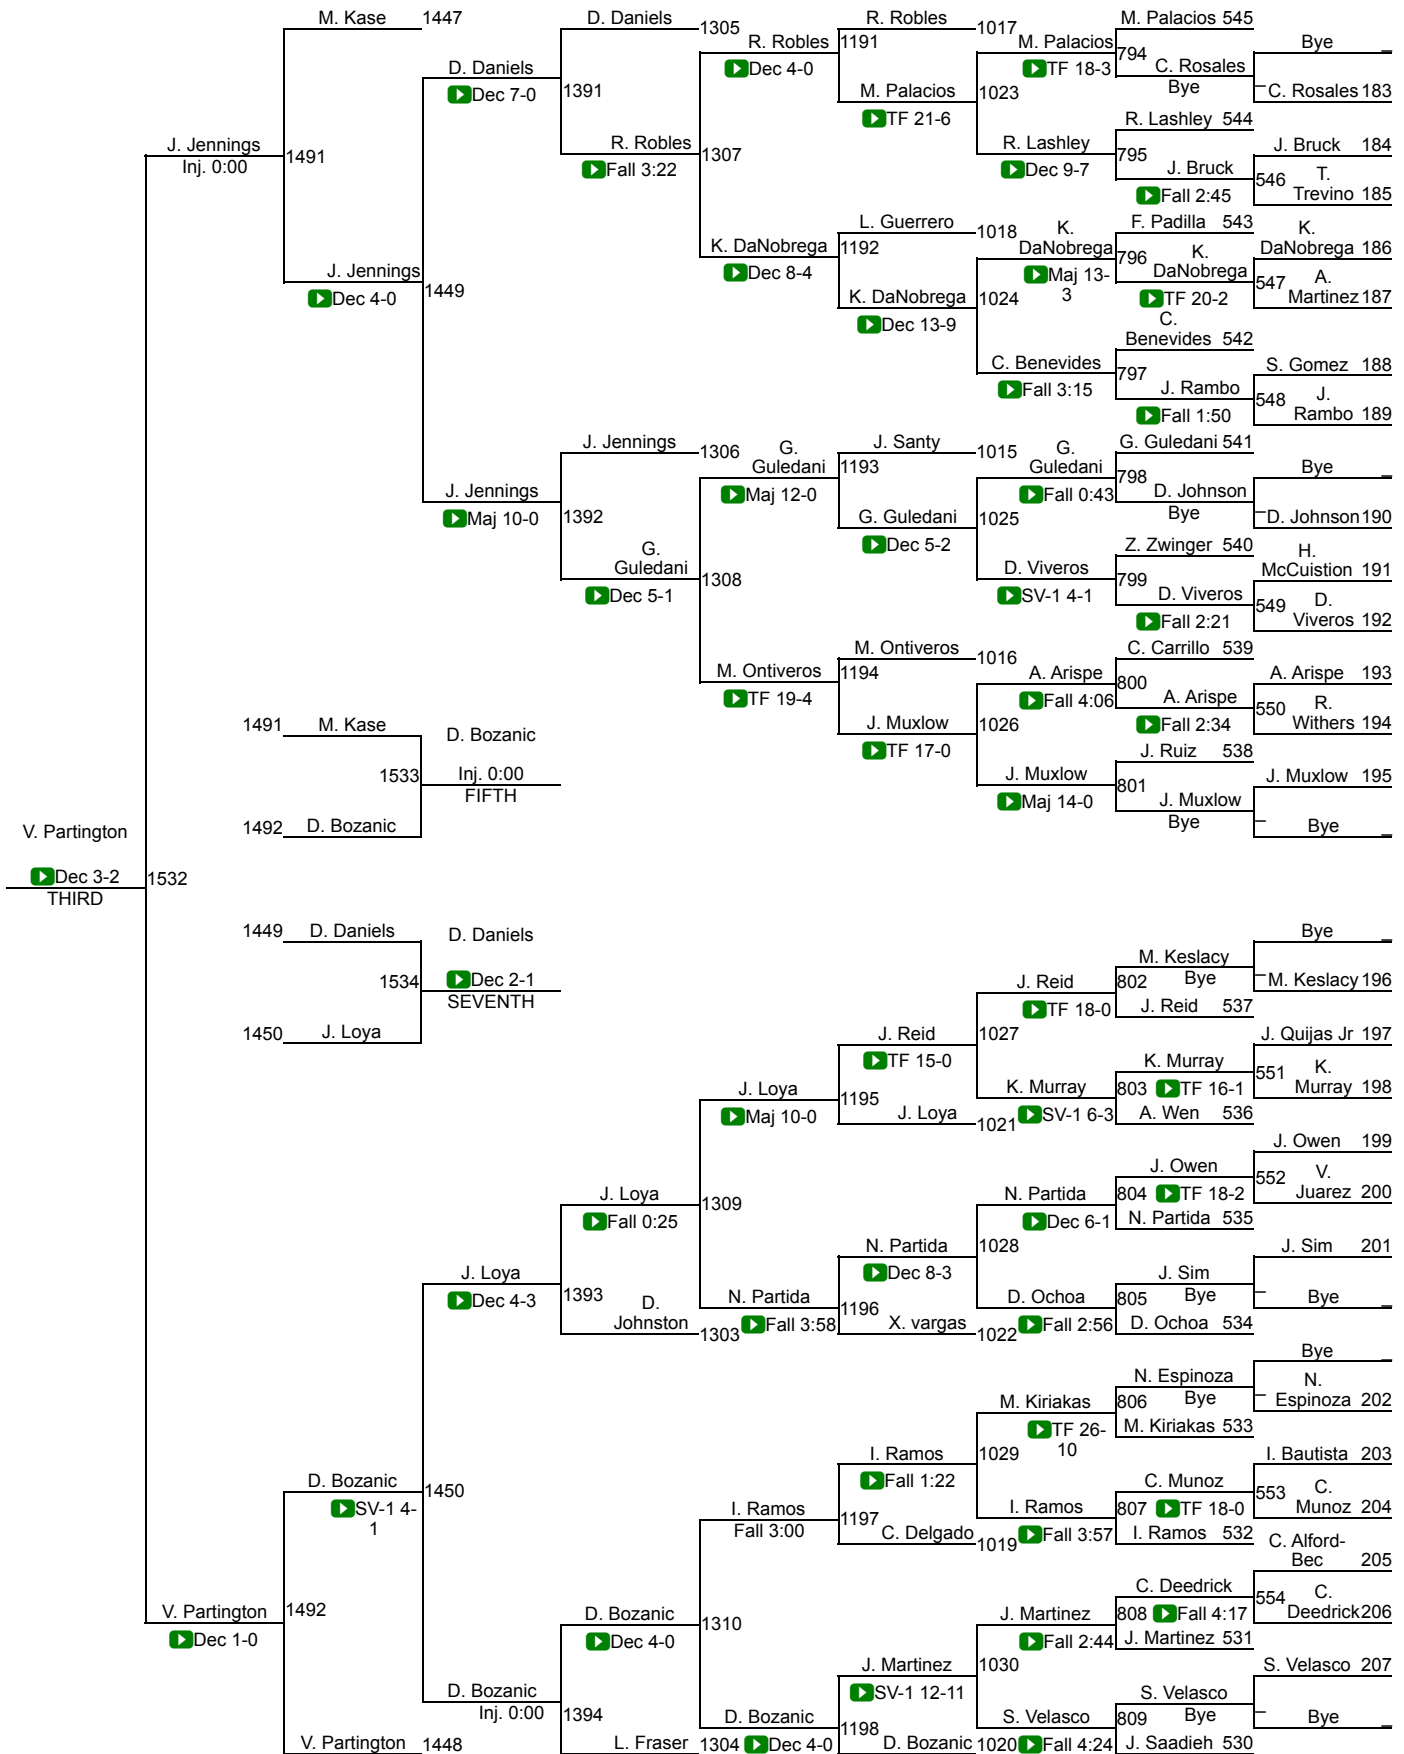 M. Kase 1447 D. Daniels R. Robles M. Palacios 545
1305 1017
R. Robles 1191 M. Palacios 794 Bye _
D. Daniels Dec 4-0 TF 18-3 C. Rosales
Dec 7-0 1391 M. Palacios 1023 Bye _ C. Rosales 183
TF 21-6 R. Lashley 544
J. Jennings 1491 R. Robles 1307 R. Lashley 795 J. Bruck 184
Inj. 0:00 Fall 3:22 Dec 9-7 J. Bruck 546 T.
Fall 2:45 Trevino 185
L. Guerrero 1018 K. F. Padilla 543 K.
K. DaNobrega 1192 DaNobrega 796 K. DaNobrega 186
J. Jennings Dec 8-4 Maj 13- DaNobrega 547 A.
Dec 4-0 1449 K. DaNobrega 1024 3 TF 20-2 Martinez 187
Dec 13-9 C.
Benevides 542
C. Benevides 797 S. Gomez 188
Fall 3:15 J. Rambo 548 J.
Fall 1:50 Rambo 189
J. Jennings 1306 G. J. Santy 1015 G. G. Guledani 541
Guledani 1193 Guledani 798 Bye _
J. Jennings Maj 12-0 Fall 0:43 D. Johnson
Maj 10-0 1392 G. Guledani 1025 Bye _ D. Johnson 190
G. Dec 5-2 Z. Zwinger 540 H.
Guledani 1308 D. Viveros 799 McCuistion 191
Dec 5-1 SV-1 4-1 D. Viveros 549 D.
Fall 2:21 Viveros 192
M. Ontiveros 1016 C. Carrillo 539
M. Ontiveros 1194 A. Arispe 800 A. Arispe 193
TF 19-4 Fall 4:06 A. Arispe 550 R.
1491 M. Kase D. Bozanic J. Muxlow 1026 Fall 2:34 Withers 194
TF 17-0 J. Ruiz 538
1533 Inj. 0:00 J. Muxlow 801 J. Muxlow 195
FIFTH Maj 14-0 J. Muxlow
1492 D. Bozanic Bye _ Bye _
V. Partington
Dec 3-2 1532
THIRD
1449 D. Daniels D. Daniels Bye _
M. Keslacy
1534 Dec 2-1 J. Reid 802 Bye _ M. Keslacy 196
SEVENTH TF 18-0 J. Reid 537
1450 J. Loya J. Reid 1027 J. Quijas Jr 197
TF 15-0 K. Murray 551 K.
J. Loya 1195 K. Murray 803 TF 16-1 Murray 198
Maj 10-0 J. Loya 1021 SV-1 6-3 A. Wen 536
J. Owen 199
J. Owen 552 V.
J. Loya 1309 N. Partida 804 TF 18-2 Juarez 200
Fall 0:25 Dec 6-1 N. Partida 535
N. Partida 1028 J. Sim 201
J. Loya Dec 8-3 J. Sim
Dec 4-3 1393 D. N. Partida 1196 D. Ochoa 805 Bye _ Bye _
Johnston 1303 Fall 3:58 X. vargas 1022 Fall 2:56 D. Ochoa 534
Bye _
N. Espinoza N.
M. Kiriakas 806 Bye _ Espinoza 202
TF 26- M. Kiriakas 533
I. Ramos 1029 10 I. Bautista 203
D. Bozanic 1450 Fall 1:22 C. Munoz 553 C.
SV-1 4- I. Ramos 1197 I. Ramos 807 TF 18-0 Munoz 204
1 Fall 3:00 C. Delgado 1019 Fall 3:57 I. Ramos 532 C. Alford-
Bec 205
C. Deedrick 554 C.
V. Partington 1492 D. Bozanic 1310 J. Martinez 808 Fall 4:17 Deedrick 206
Dec 1-0 Dec 4-0 Fall 2:44 J. Martinez 531
J. Martinez 1030 S. Velasco 207
D. Bozanic SV-1 12-11 S. Velasco
Inj. 0:00 1394 D. Bozanic 1198 S. Velasco 809 Bye _ Bye _
V. Partington 1448 L. Fraser 1304 Dec 4-0 D. Bozanic 1020 Fall 4:24 J. Saadieh 530